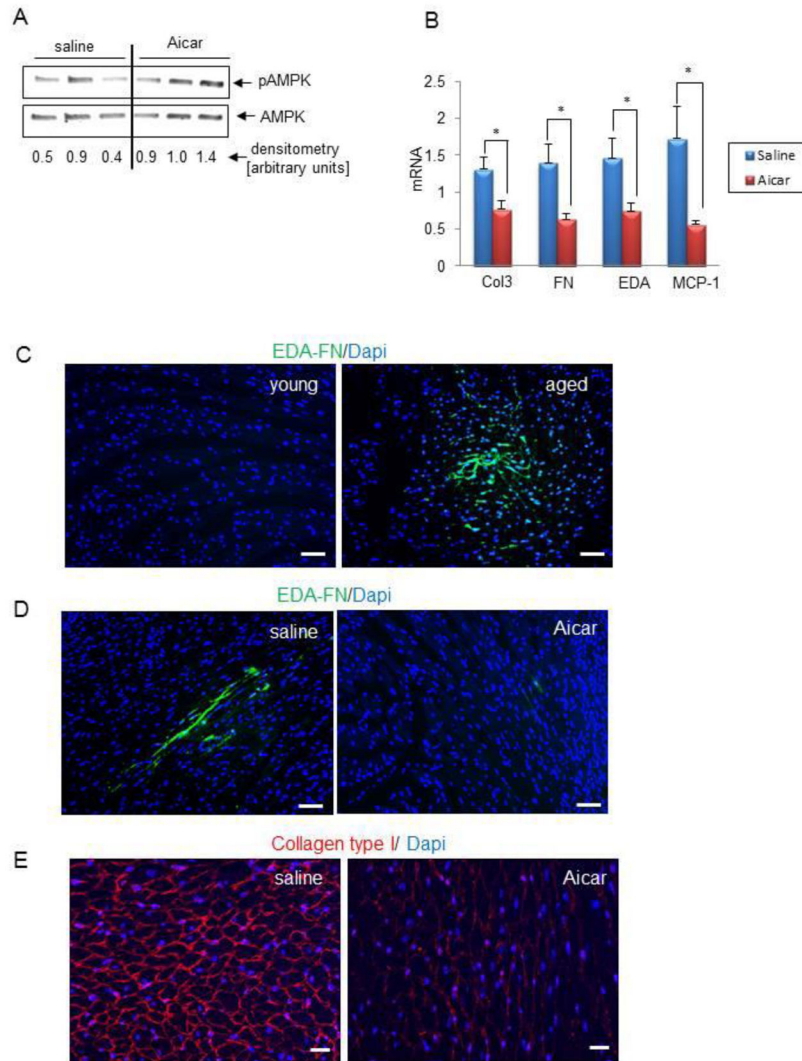 A
saline Aicar
pAMPK
AMPK
0.5 0.9 0.4 0.9 1.0 1.4 densitometry
[arbitrary units]
B
mRNA
2.5
2
1.5
1
0.5
0
* * * *
Col3 FN EDA MCP-1
Saline
Aicar
C
EDA-FN/Dapi
young aged
D
EDA-FN/Dapi
saline Aicar
E
Collagen type I/ Dapi
saline Aicar